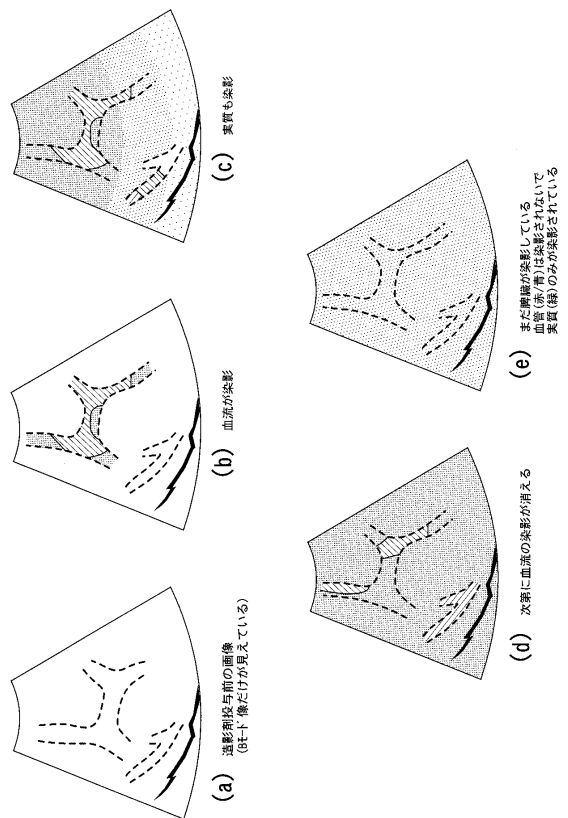 (a) 造影剤投与前の画像
(Bモード像だけが見えている)
(b) 血流が染影
(c) 実質も染影
(d) 次第に血流の染影が消える
(e) まだ脾臓が染影している
血管(赤/青)は染影されないで
実質(緑)のみが染影されている